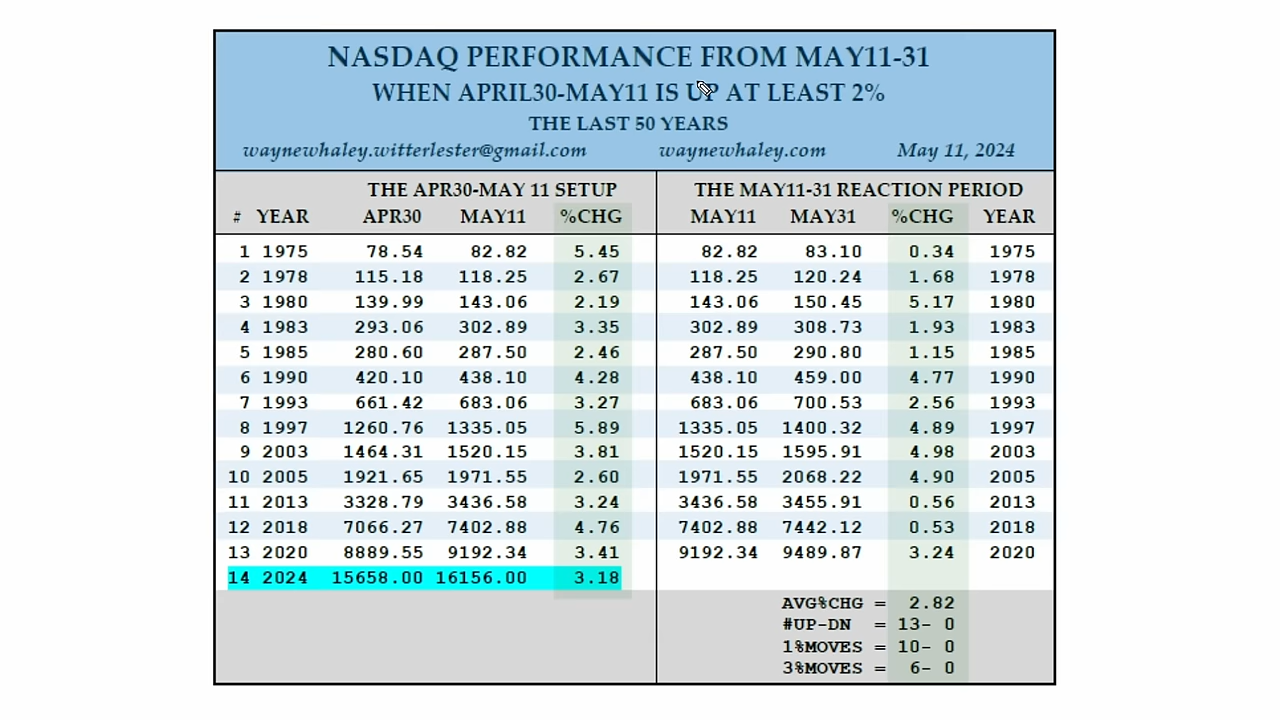 NASDAQ PERFORMANCE FROM MAY11-31
WHEN APRIL30-MAY11 IS UP AT LEAST 2%
THE LAST 50 YEARS
waynewhaley.witterlester@gmail.com waynewhaley.com May 11, 2024
THE APR30-MAY 11 SETUP THE MAY11-31 REACTION PERIOD
# YEAR APR30 MAY11 %CHG MAY11 MAY31 %CHG YEAR
1 1975 78.54 82.82 5.45 82.82 83.10 0.34 1975
2 1978 115.18 118.25 2.67 118.25 120.24 1.68 1978
3 1980 139.99 143.06 2.19 143.06 150.45 5.17 1980
4 1983 293.06 302.89 3.35 302.89 308.73 1.93 1983
5 1985 280.60 287.50 2.46 287.50 290.80 1.15 1985
6 1990 420.10 438.10 4.28 438.10 459.00 4.77 1990
7 1993 661.42 683.06 3.27 683.06 700.53 2.56 1993
8 1997 1260.76 1335.05 5.89 1335.05 1400.32 4.89 1997
9 2003 1464.31 1520.15 3.81 1520.15 1595.91 4.98 2003
10 2005 1921.65 1971.55 2.60 1971.55 2068.22 4.90 2005
11 2013 3328.79 3436.58 3.24 3436.58 3455.91 0.56 2013
12 2018 7066.27 7402.88 4.76 7402.88 7442.12 0.53 2018
13 2020 8889.55 9192.34 3.41 9192.34 9489.87 3.24 2020
14 2024 15658.00 16156.00 3.18
AVG%CHG = 2.82
#UP-DN = 13- 0
1%MOVES = 10- 0
3%MOVES = 6- 0